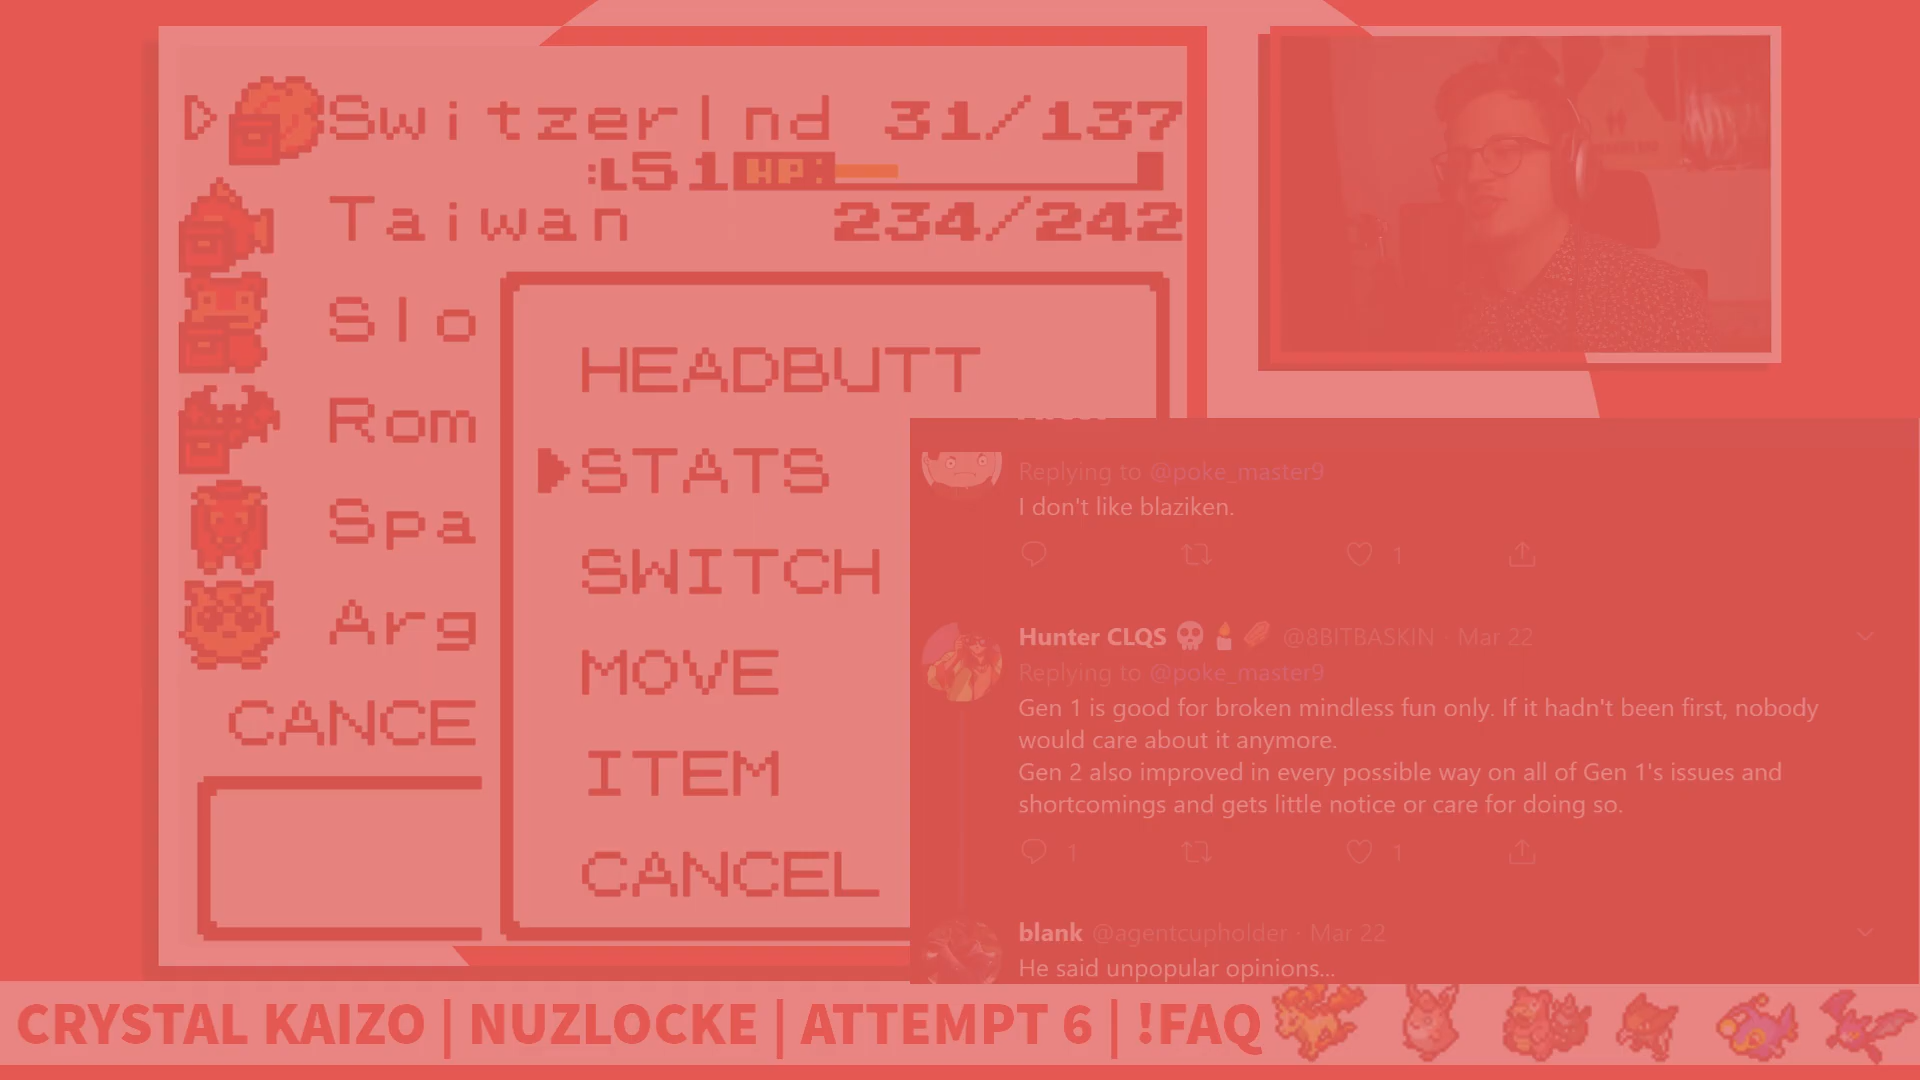 Switzerlnd 31/137
:L51 HP:
Taiwan 234/242
Slo
Rom
Spa
Arg
CANCE
HEADBUTT
STATS
SWITCH
MOVE
ITEM
CANCEL
Replying to @poke_master9
I don't like blaziken.
1
Hunter CLQS @8BITBASKIN · Mar 22
Replying to @poke_master9
Gen 1 is good for broken mindless fun only. If it hadn't been first, nobody
would care about it anymore.
Gen 2 also improved in every possible way on all of Gen 1's issues and
shortcomings and gets little notice or care for doing so.
1 1
blank @agentcupholder · Mar 22
He said unpopular opinions...
CRYSTAL KAIZO | NUZLOCKE | ATTEMPT 6 | !FAQ